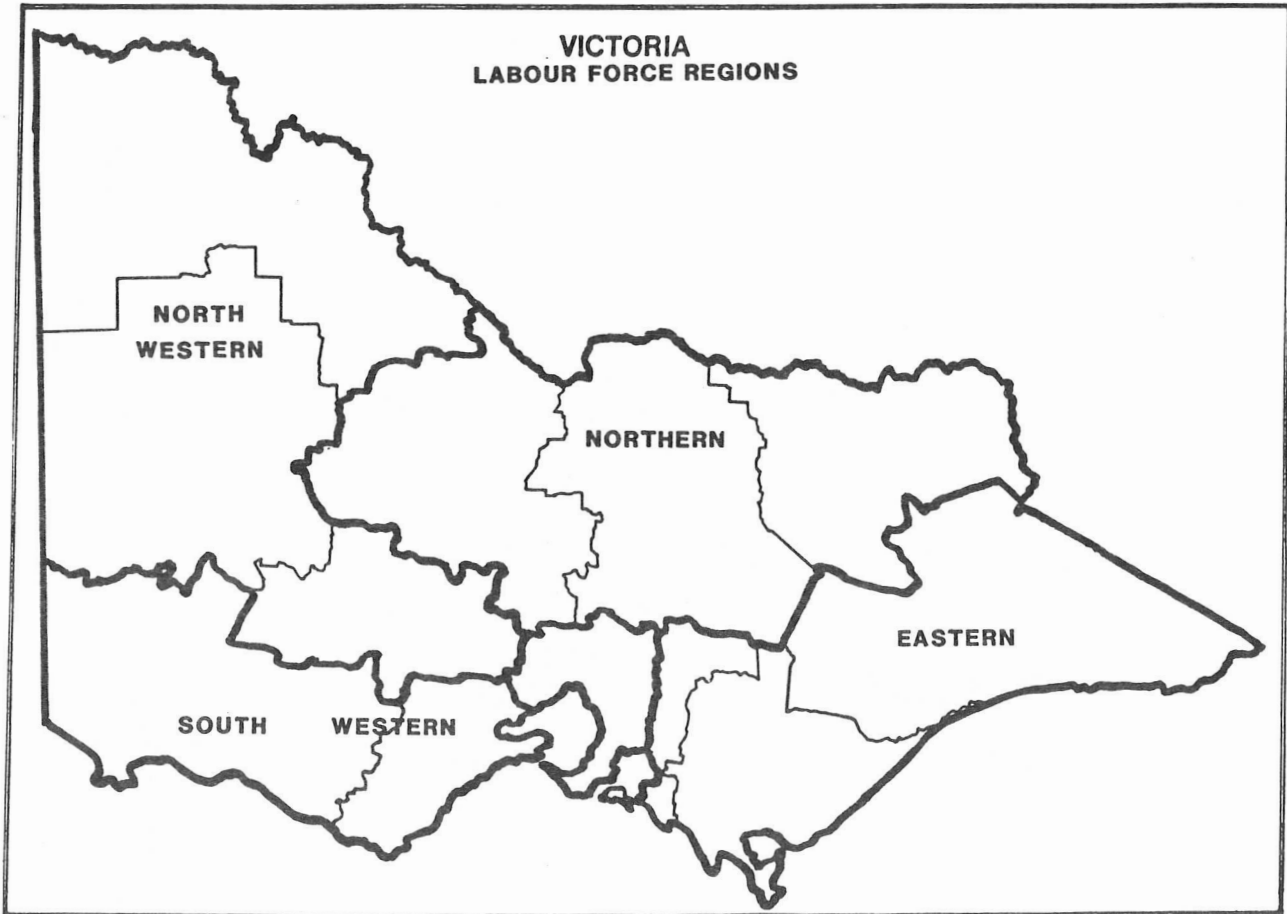 VICTORIA
LABOUR FORCE REGIONS
NORTH
WESTERN
NORTHERN
EASTERN
SOUTH WESTERN